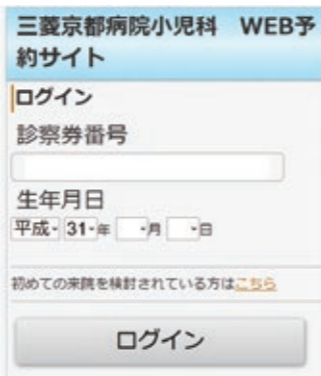 三菱京都病院小児科　WEB予
約サイト
ログイン
診察券番号
生年月日
平成 31 年 月 日
初めての来院を検討されている方はこちら
ログイン